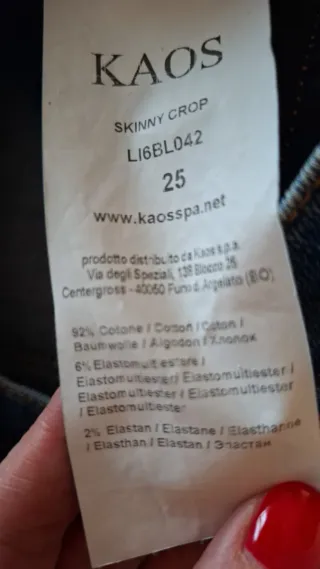 KAOS
SKINNY CROP
LI6BL042
25
www.kaosspa.net
prodotto distribuito da Kaos s.p.a.
Via degli Speziali, 139 Blocco 26
Centergross - 40050 Funo di Argelato (BO)
92% Cotone / Cotton / Coton /
Baumwolle / Algodon / Хлопок
6% Elastomultiestere /
Elastomultiester / Elastomultiester /
Elastomultiester / Elastomultiester
/ Elastomultiester
2% Elastan / Elastane / Elasthanne
/ Elasthan / Elastan / Эластан